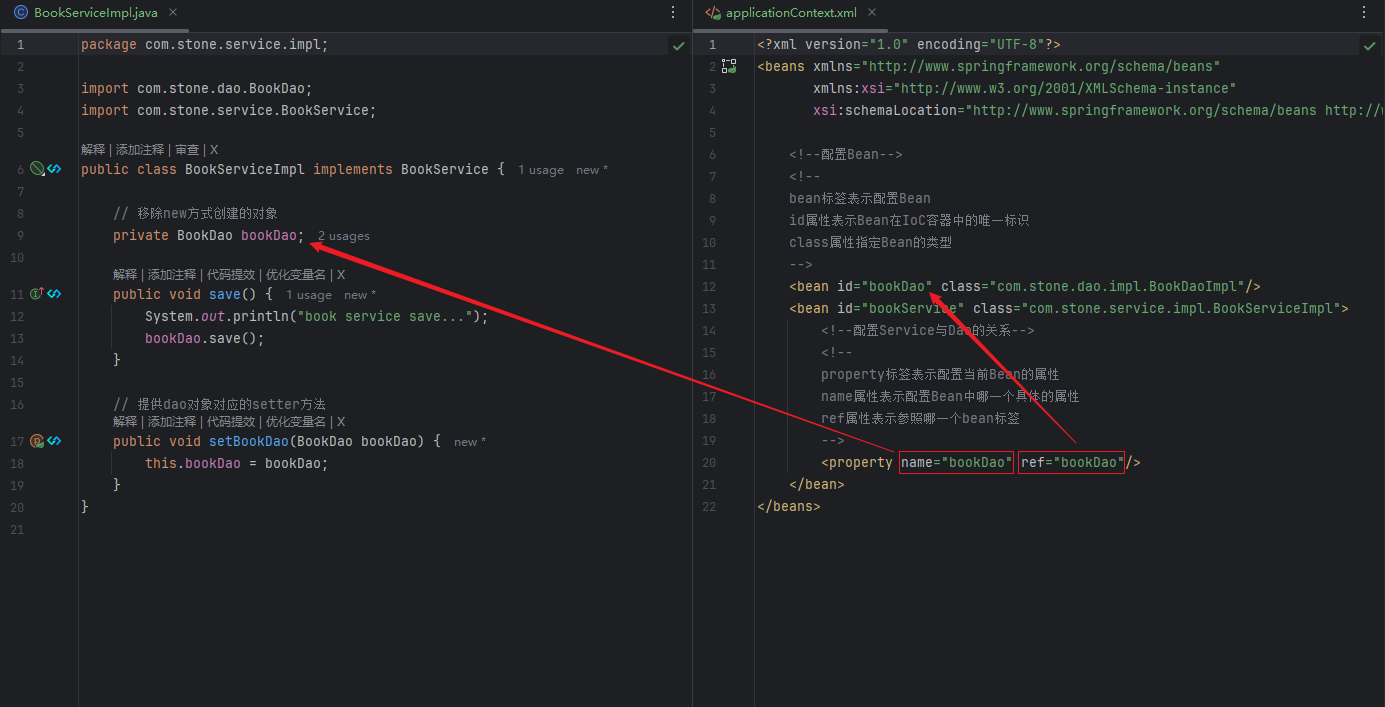 BookServiceImpl.java
1 package com.stone.service.impl;
2
3 import com.stone.dao.BookDao;
4 import com.stone.service.BookService;
5
解释 | 添加注释 | 审查 | X
6 public class BookServiceImpl implements BookService { 1 usage new *
7
8 // 移除new方式创建的对象
9 private BookDao bookDao; 2 usages
10
解释 | 添加注释 | 代码提效 | 优化变量名 | X
11 public void save() { 1 usage new *
12 System.out.println("book service save...");
13 bookDao.save();
14 }
15
16 // 提供dao对象对应的setter方法
解释 | 添加注释 | 代码提效 | 优化变量名 | X
17 public void setBookDao(BookDao bookDao) { new *
18 this.bookDao = bookDao;
19 }
20 }
21
applicationContext.xml
1 <?xml version="1.0" encoding="UTF-8"?>
2 <beans xmlns="http://www.springframework.org/schema/beans"
3 xmlns:xsi="http://www.w3.org/2001/XMLSchema-instance"
4 xsi:schemaLocation="http://www.springframework.org/schema/beans http://
5
6 <!--配置Bean-->
7 <!--
8 bean标签表示配置Bean
9 id属性表示Bean在IoC容器中的唯一标识
10 class属性指定Bean的类型
11 -->
12 <bean id="bookDao" class="com.stone.dao.impl.BookDaoImpl"/>
13 <bean id="bookService" class="com.stone.service.impl.BookServiceImpl">
14 <!--配置Service与Dao的关系-->
15 <!--
16 property标签表示配置当前Bean的属性
17 name属性表示配置Bean中哪一个具体的属性
18 ref属性表示参照哪一个bean标签
19 -->
20 <property name="bookDao" ref="bookDao"/>
21 </bean>
22 </beans>